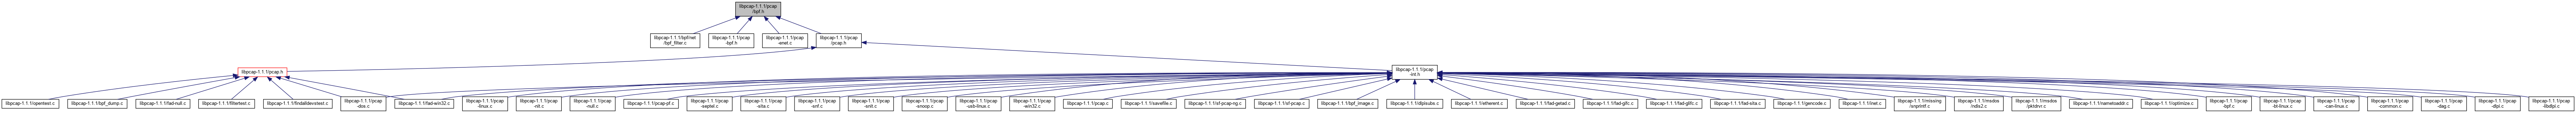 libpcap-1.1.1/pcap
/bpf.h
libpcap-1.1.1/bpf/net
/bpf_filter.c
libpcap-1.1.1/pcap
-bpf.h
libpcap-1.1.1/pcap
-enet.c
libpcap-1.1.1/pcap
/pcap.h
libpcap-1.1.1/pcap.h
libpcap-1.1.1/pcap
-int.h
libpcap-1.1.1/opentest.c
libpcap-1.1.1/bpf_dump.c
libpcap-1.1.1/fad-null.c
libpcap-1.1.1/filtertest.c
libpcap-1.1.1/findalldevstest.c
libpcap-1.1.1/pcap
-dos.c
libpcap-1.1.1/fad-win32.c
libpcap-1.1.1/pcap
-linux.c
libpcap-1.1.1/pcap
-nit.c
libpcap-1.1.1/pcap
-null.c
libpcap-1.1.1/pcap-pf.c
libpcap-1.1.1/pcap
-septel.c
libpcap-1.1.1/pcap
-sita.c
libpcap-1.1.1/pcap
-snf.c
libpcap-1.1.1/pcap
-snit.c
libpcap-1.1.1/pcap
-snoop.c
libpcap-1.1.1/pcap
-usb-linux.c
libpcap-1.1.1/pcap
-win32.c
libpcap-1.1.1/pcap.c
libpcap-1.1.1/savefile.c
libpcap-1.1.1/sf-pcap-ng.c
libpcap-1.1.1/sf-pcap.c
libpcap-1.1.1/bpf_image.c
libpcap-1.1.1/dlpisubs.c
libpcap-1.1.1/etherent.c
libpcap-1.1.1/fad-getad.c
libpcap-1.1.1/fad-gifc.c
libpcap-1.1.1/fad-glifc.c
libpcap-1.1.1/fad-sita.c
libpcap-1.1.1/gencode.c
libpcap-1.1.1/inet.c
libpcap-1.1.1/missing
/snprintf.c
libpcap-1.1.1/msdos
/ndis2.c
libpcap-1.1.1/msdos
/pktdrvr.c
libpcap-1.1.1/nametoaddr.c
libpcap-1.1.1/optimize.c
libpcap-1.1.1/pcap
-bpf.c
libpcap-1.1.1/pcap
-bt-linux.c
libpcap-1.1.1/pcap
-can-linux.c
libpcap-1.1.1/pcap
-common.c
libpcap-1.1.1/pcap
-dag.c
libpcap-1.1.1/pcap
-dlpi.c
libpcap-1.1.1/pcap
-libdlpi.c